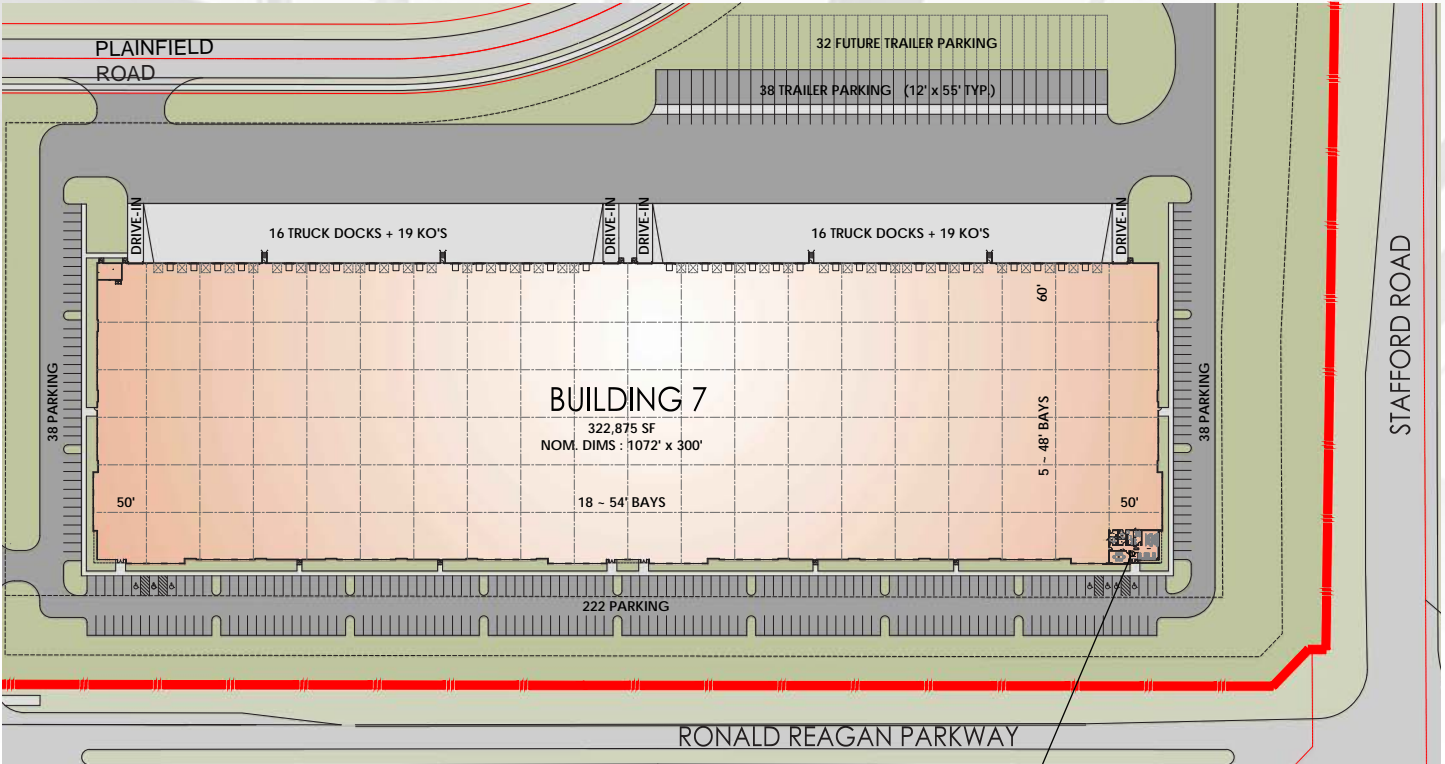 PLAINFIELD
ROAD
32 FUTURE TRAILER PARKING
38 TRAILER PARKING (12' x 55' TYP.)
DRIVE-IN
16 TRUCK DOCKS + 19 KO'S
DRIVE-IN
DRIVE-IN
16 TRUCK DOCKS + 19 KO'S
DRIVE-IN
60'
STAFFORD ROAD
38 PARKING
BUILDING 7
322,875 SF
NOM. DIMS : 1072' x 300'
5 ~ 48' BAYS
38 PARKING
50'
18 ~ 54' BAYS
50'
222 PARKING
RONALD REAGAN PARKWAY